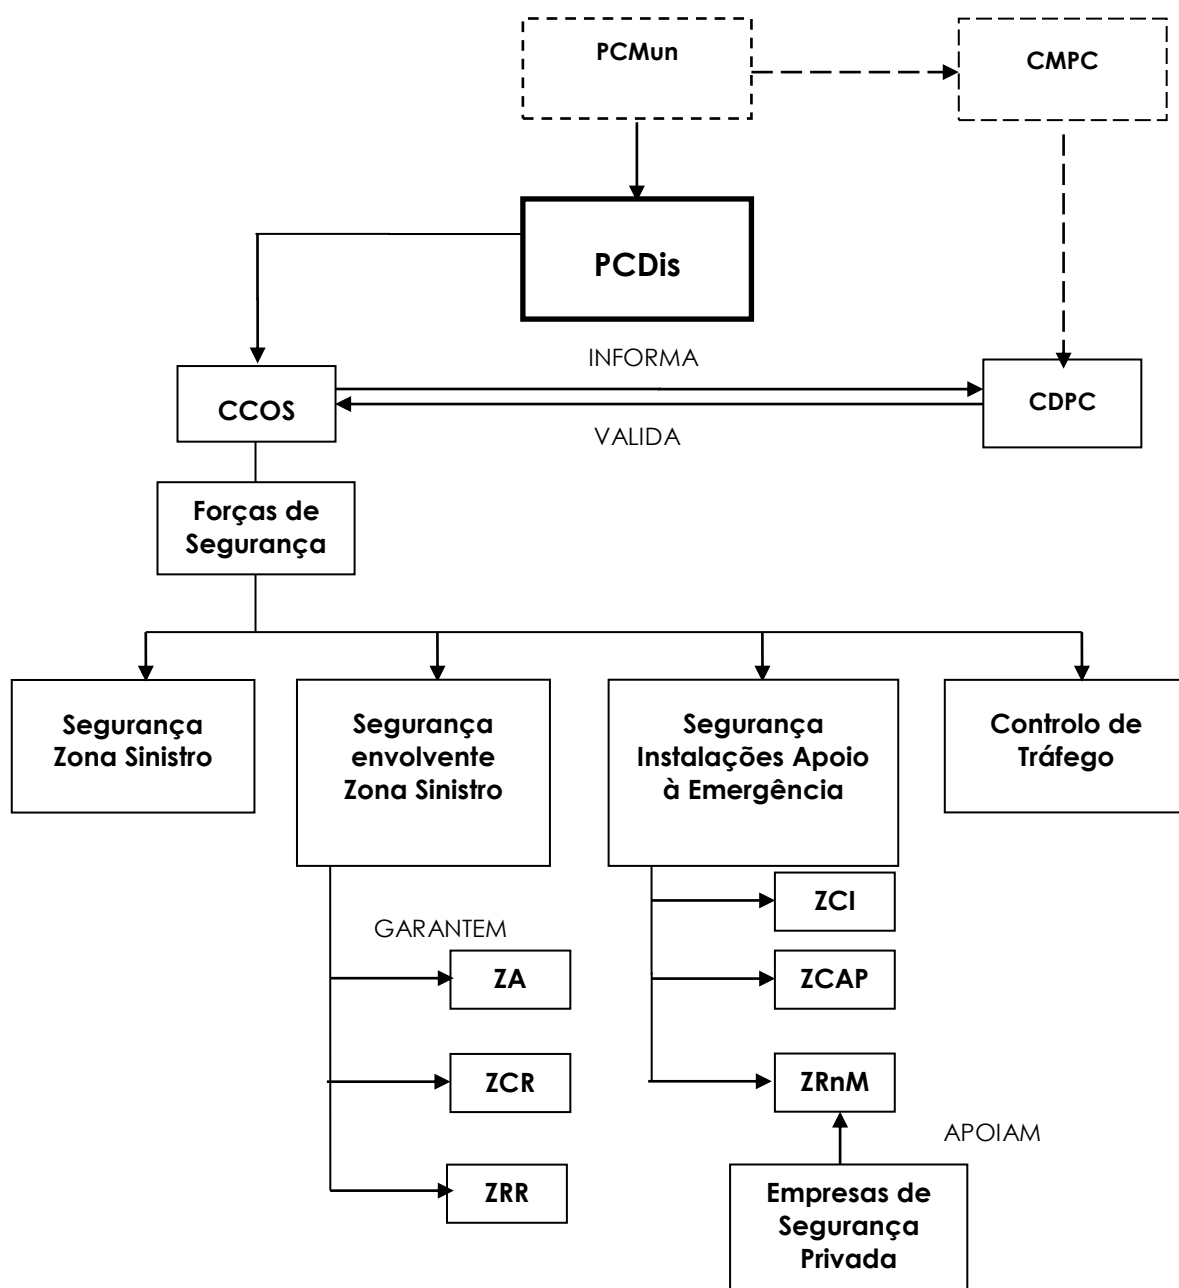 PCMun
CMPC
PCDis
INFORMA
CCOS
CDPC
VALIDA
Forças de
Segurança
Segurança
Zona Sinistro
Segurança
envolvente
Zona Sinistro
Segurança
Instalações Apoio
à Emergência
Controlo de
Tráfego
ZCI
GARANTEM
ZA
ZCAP
ZCR
ZRnM
APOIAM
ZRR
Empresas de
Segurança
Privada